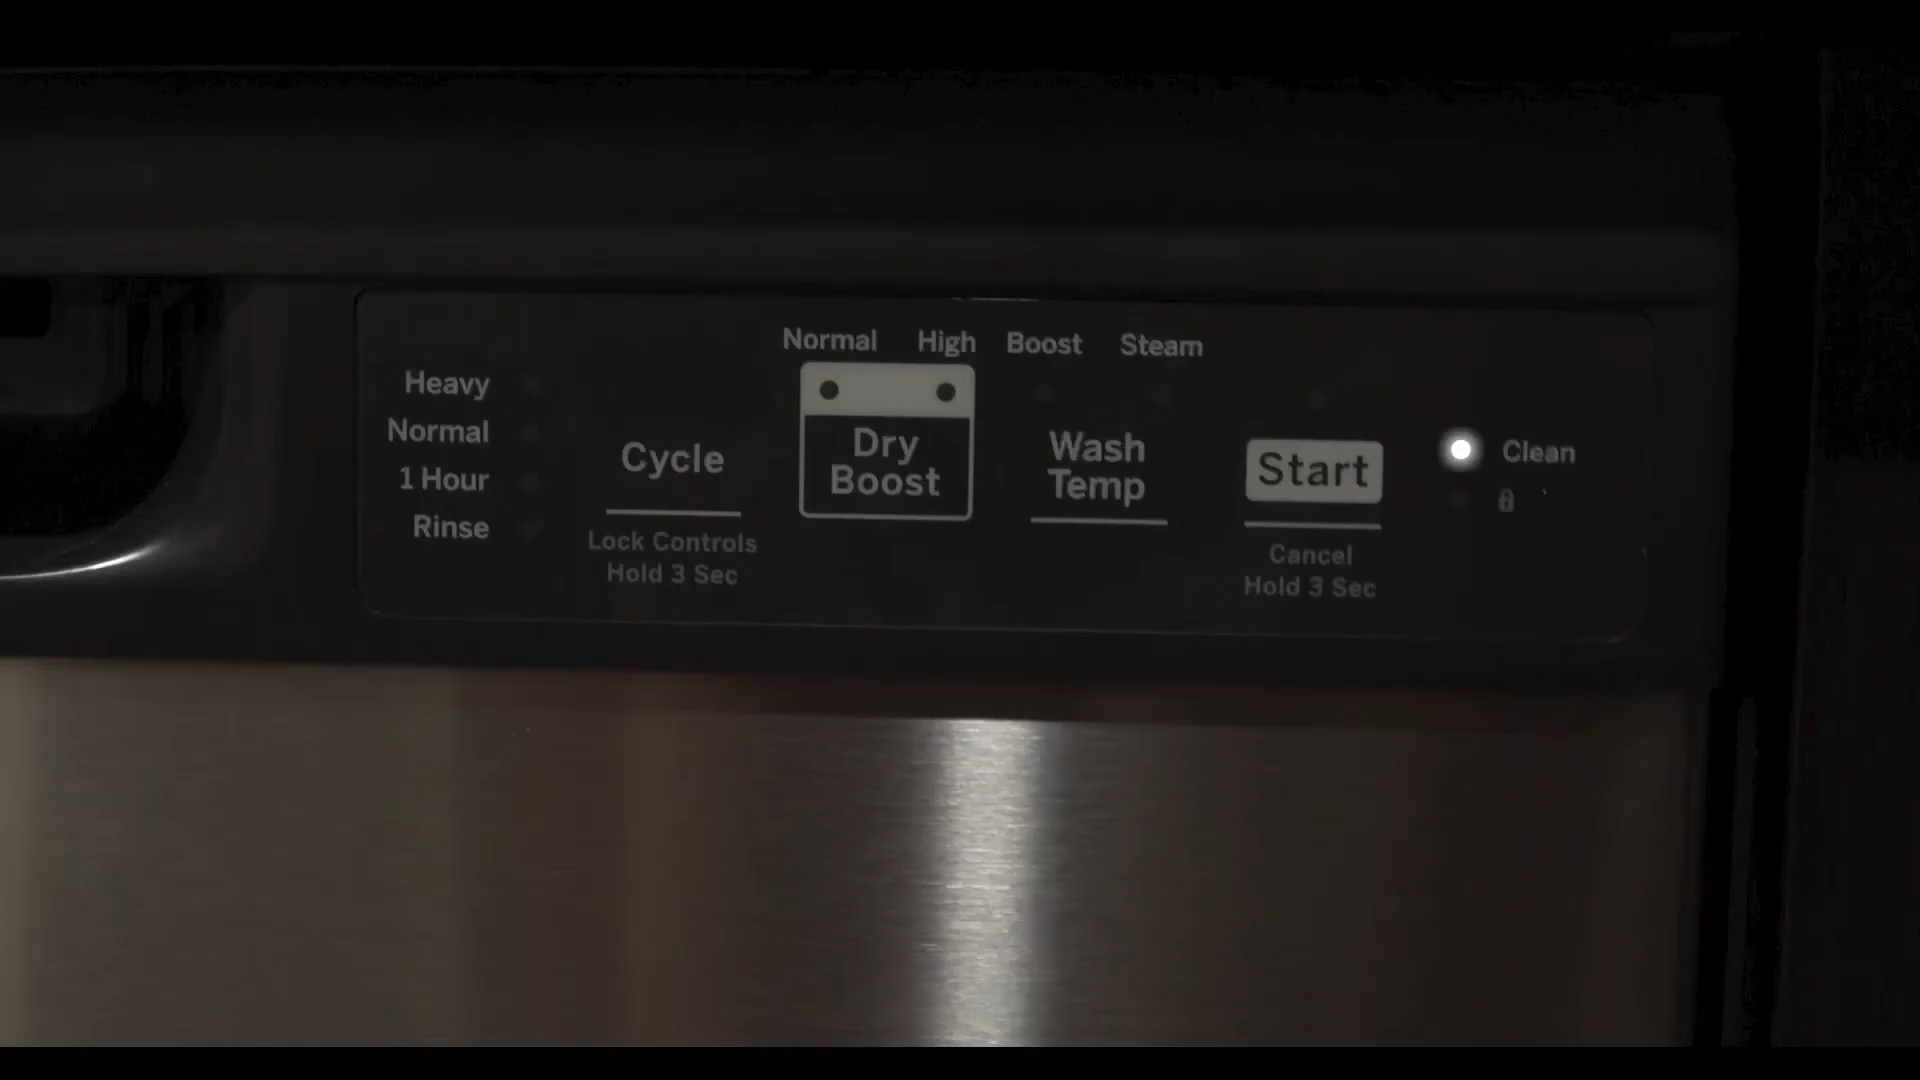 Normal High Boost Steam
Heavy
Normal
1 Hour
Rinse
Cycle
Lock Controls
Hold 3 Sec
Dry
Boost
Wash
Temp
Start
Cancel
Hold 3 Sec
Clean